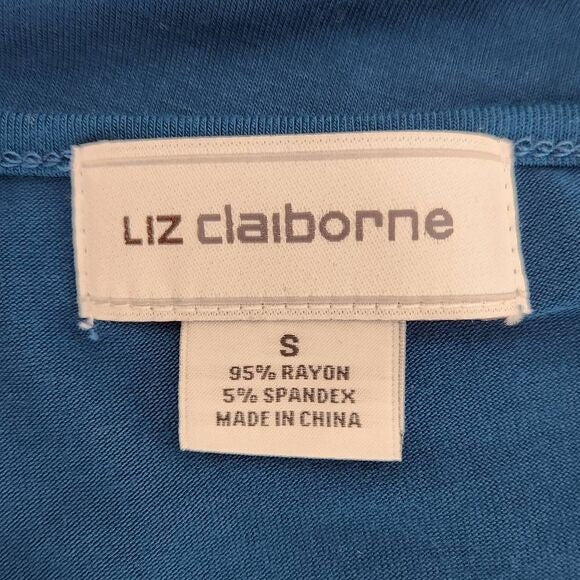 LIZ claiborne
S
95% RAYON
5% SPANDEX
MADE IN CHINA